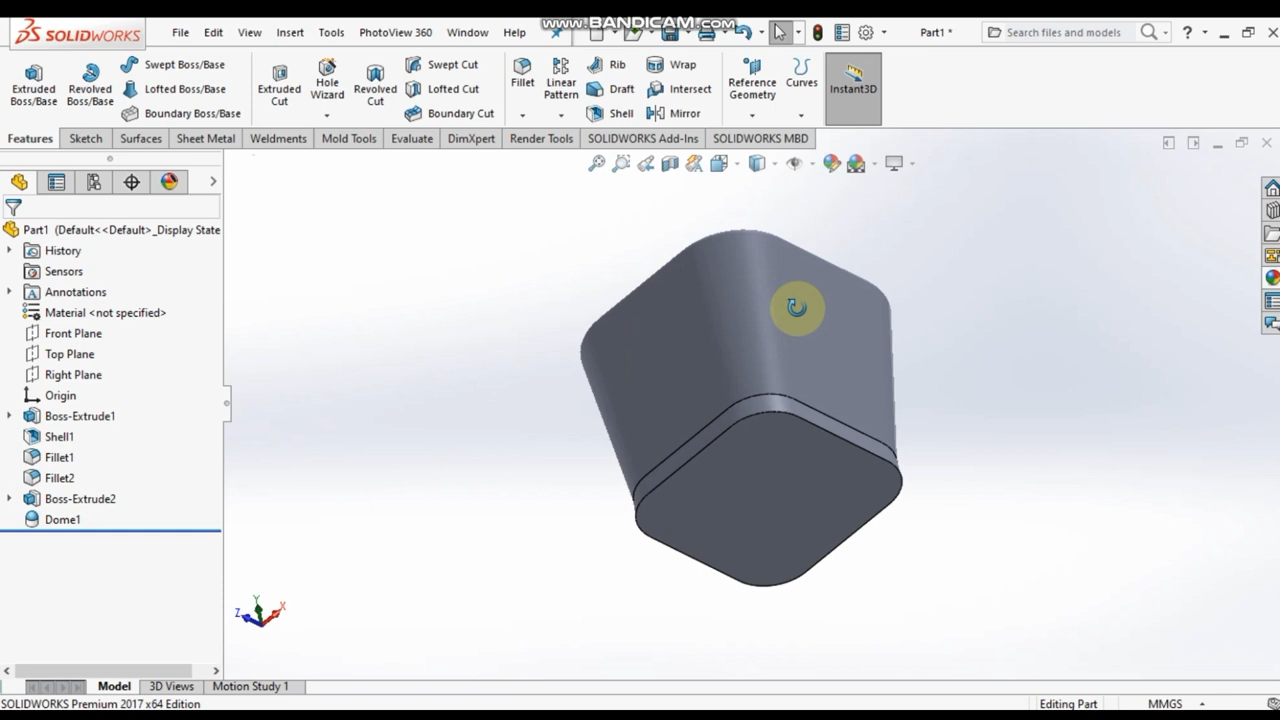 www.BANDICAM.com
SOLIDWORKS File Edit View Insert Tools PhotoView 360 Window Help Part1 * Search files and models ?
Extruded Boss/Base
Revolved Boss/Base
Swept Boss/Base
Lofted Boss/Base
Boundary Boss/Base
Extruded Cut
Hole Wizard
Revolved Cut
Swept Cut
Lofted Cut
Boundary Cut
Fillet
Linear Pattern
Rib
Draft
Shell
Wrap
Intersect
Mirror
Reference Geometry
Curves
Instant3D
Features Sketch Surfaces Sheet Metal Weldments Mold Tools Evaluate DimXpert Render Tools SOLIDWORKS Add-Ins SOLIDWORKS MBD
Part1 (Default<<Default>_Display State
History
Sensors
Annotations
Material <not specified>
Front Plane
Top Plane
Right Plane
Origin
Boss-Extrude1
Shell1
Fillet1
Fillet2
Boss-Extrude2
Dome1
Y
Z X
Model 3D Views Motion Study 1
SOLIDWORKS Premium 2017 x64 Edition Editing Part MMGS